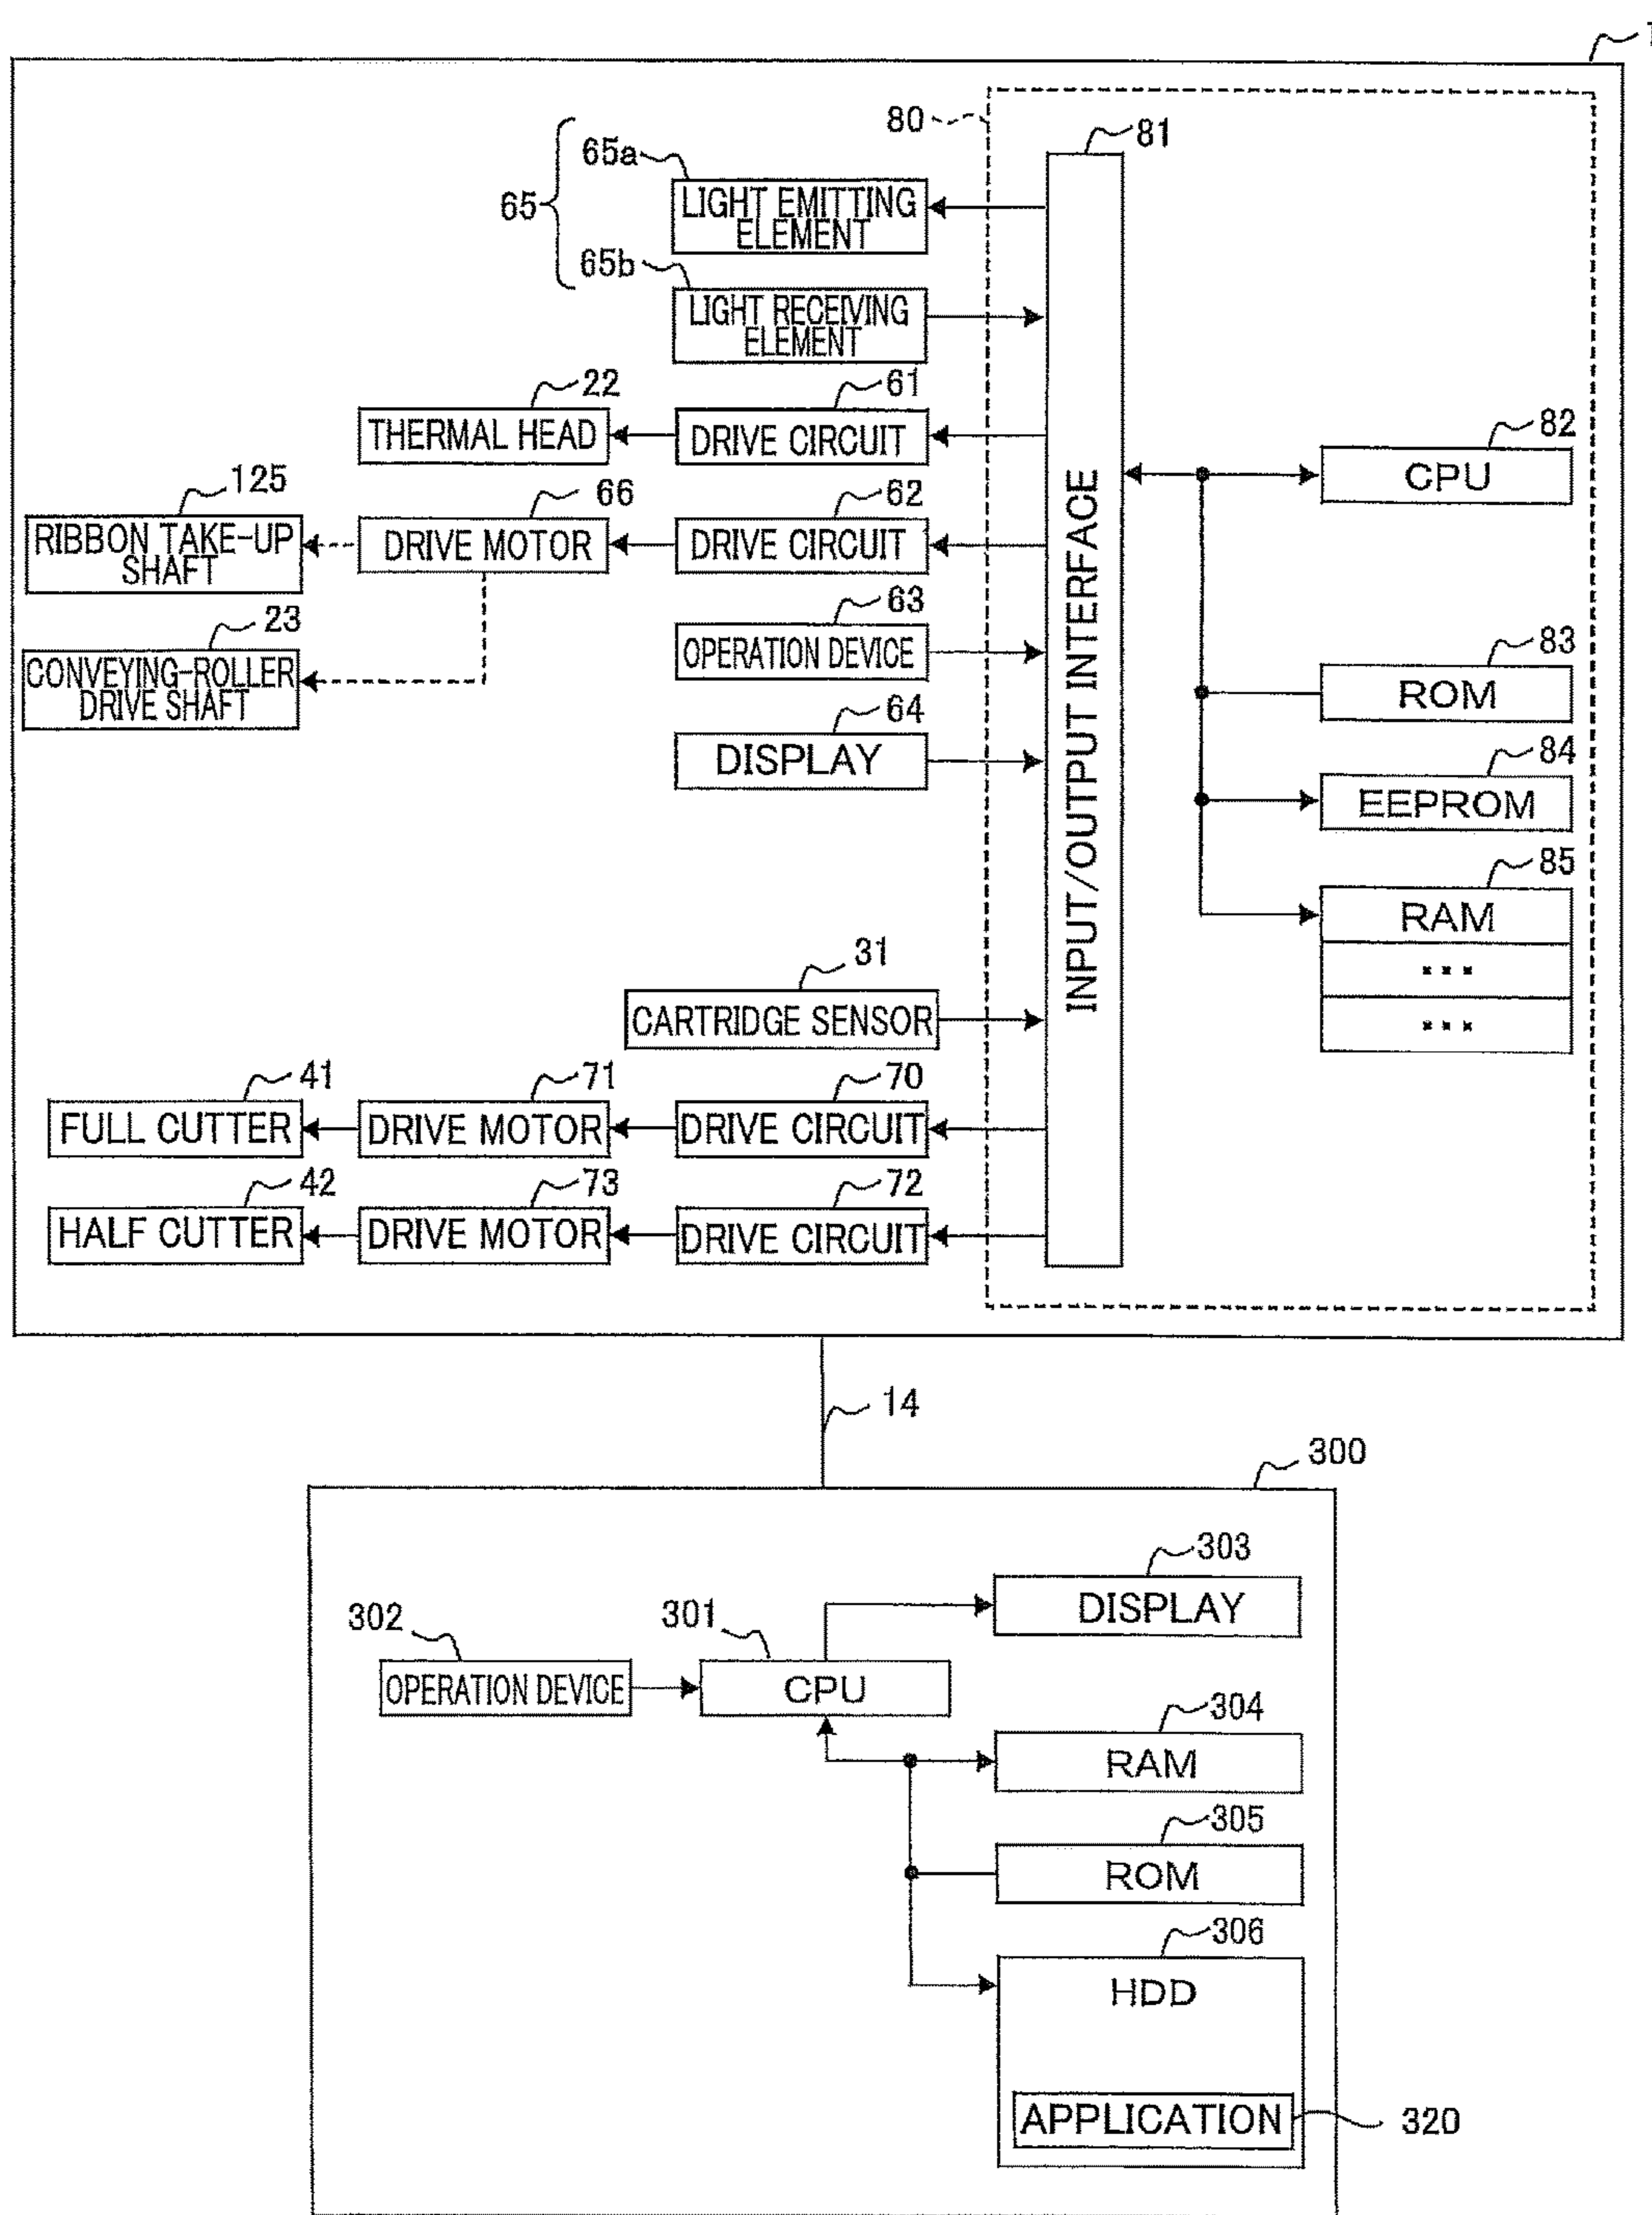 1
80
81
65a
65
LIGHT EMITTING
ELEMENT
65b
LIGHT RECEIVING
ELEMENT
22
61
THERMAL HEAD
DRIVE CIRCUIT
82
CPU
125
66
62
RIBBON TAKE-UP
SHAFT
DRIVE MOTOR
DRIVE CIRCUIT
INPUT/OUTPUT INTERFACE
23
63
CONVEYING-ROLLER
DRIVE SHAFT
OPERATION DEVICE
83
ROM
64
DISPLAY
84
EEPROM
85
RAM
...
...
31
CARTRIDGE SENSOR
41
71
70
FULL CUTTER
DRIVE MOTOR
DRIVE CIRCUIT
42
73
72
HALF CUTTER
DRIVE MOTOR
DRIVE CIRCUIT
14
300
303
DISPLAY
302
301
OPERATION DEVICE
CPU
304
RAM
305
ROM
306
HDD
APPLICATION
320